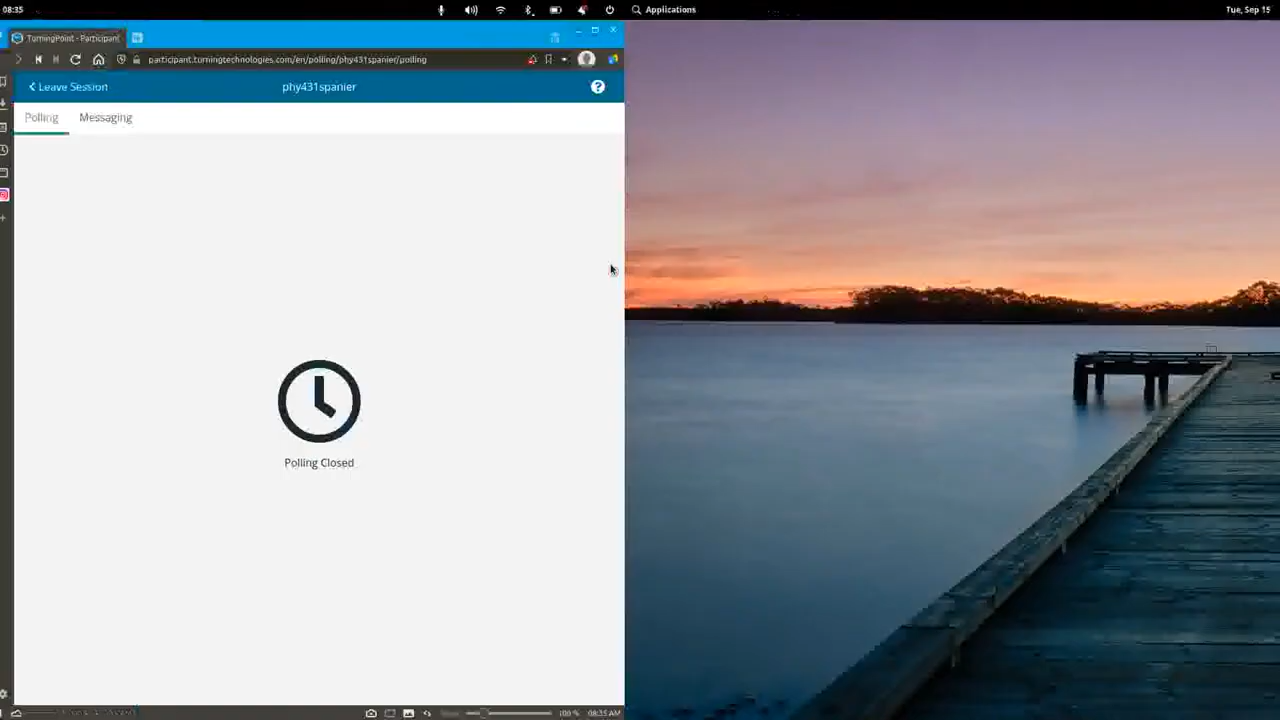 08:35
Applications
Tue, Sep 15
TurningPoint - Participant
participant.turningtechnologies.com/en/polling/phy431spanier/polling
Leave Session
phy431spanier
?
Polling
Messaging
Polling Closed
100 %
08:35 AM